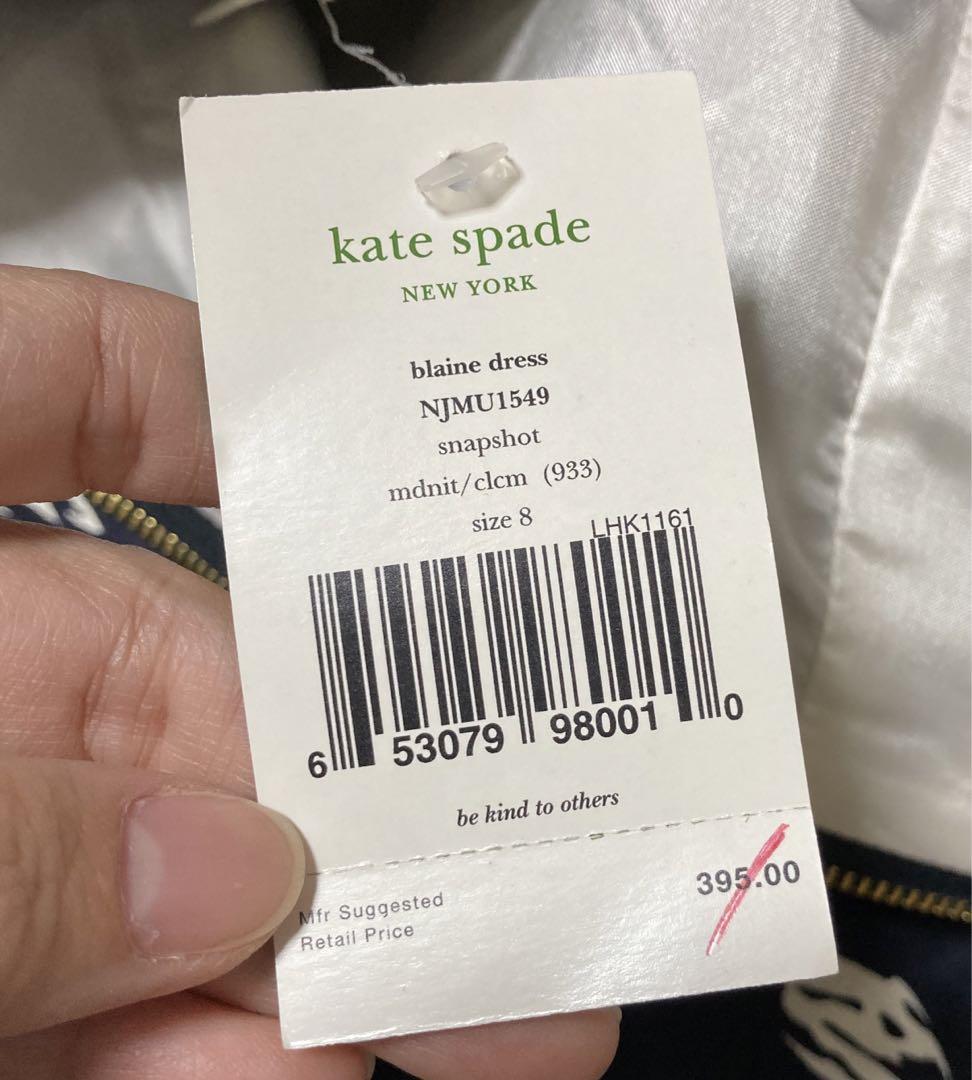 kate spade
NEW YORK
blaine dress
NJMU1549
snapshot
mdnit/clcm (933)
size 8
LHK1161
6 53079 98001 0
be kind to others
Mfr Suggested
Retail Price
395.00